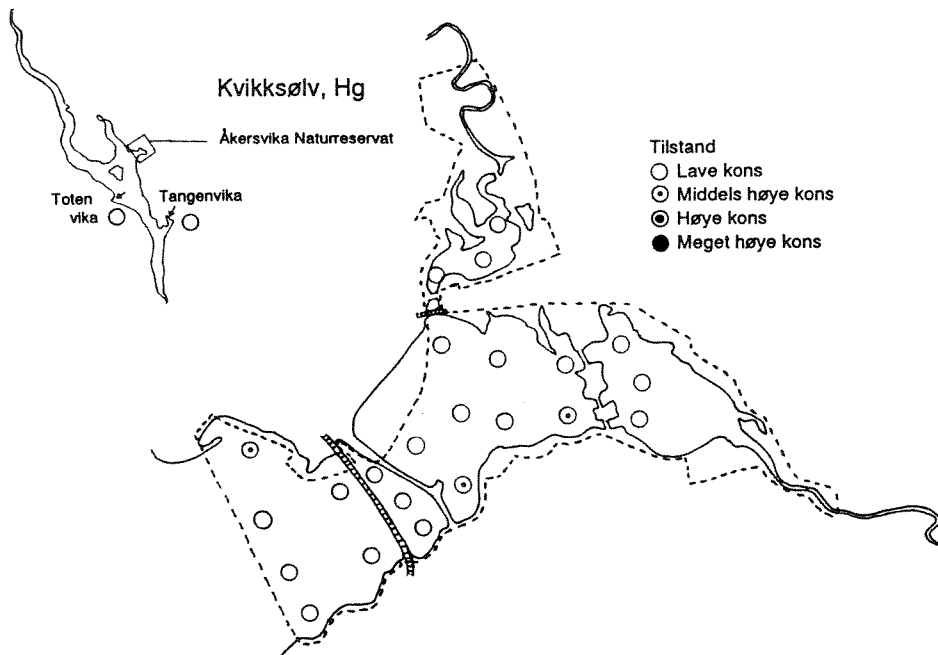 Kvikksølv, Hg
Åkersvika Naturreservat
Toten
vika
Tangenvika
Tilstand
Lave kons
Middels høye kons
Høye kons
Meget høye kons